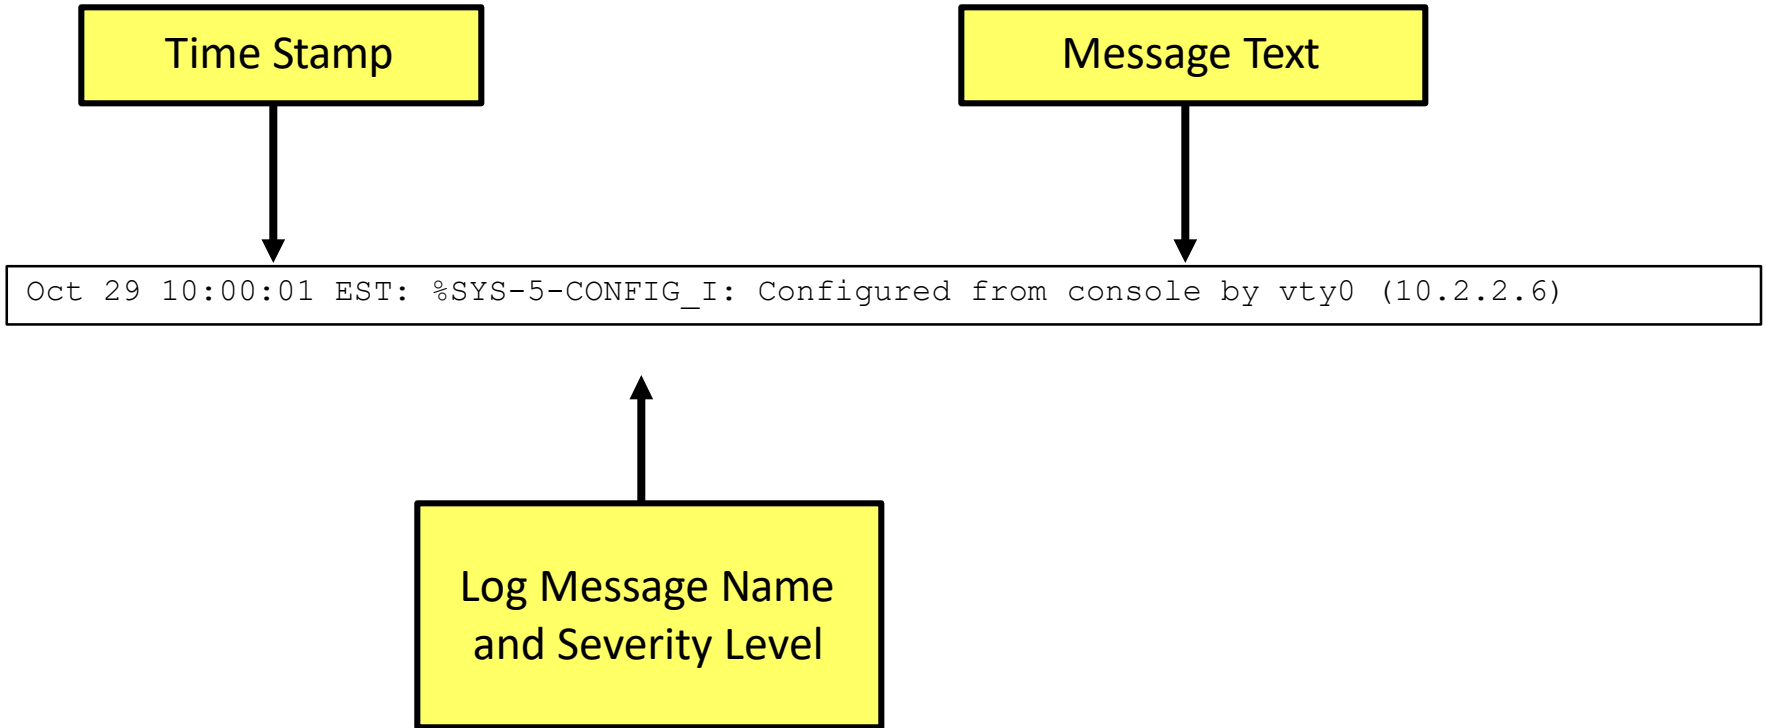 Time Stamp
Message Text
Oct 29 10:00:01 EST: %SYS-5-CONFIG_I: Configured from console by vty0 (10.2.2.6)
Log Message Name
and Severity Level